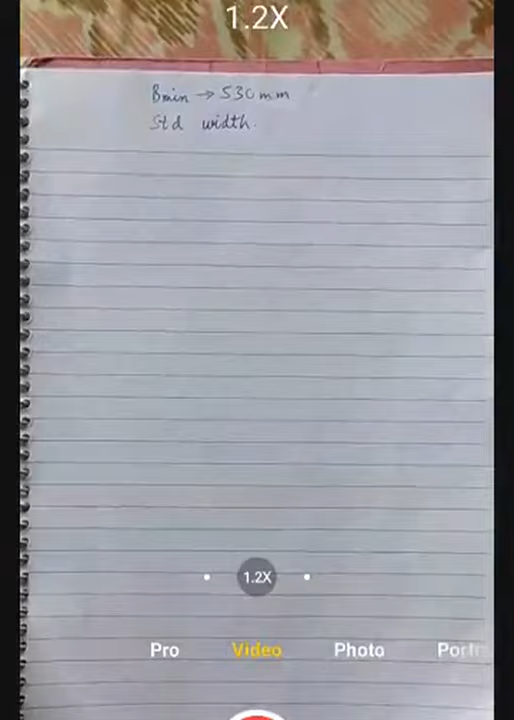 1.2X
Bmin → 530 mm
Std width.
1.2X
Pro Video Photo